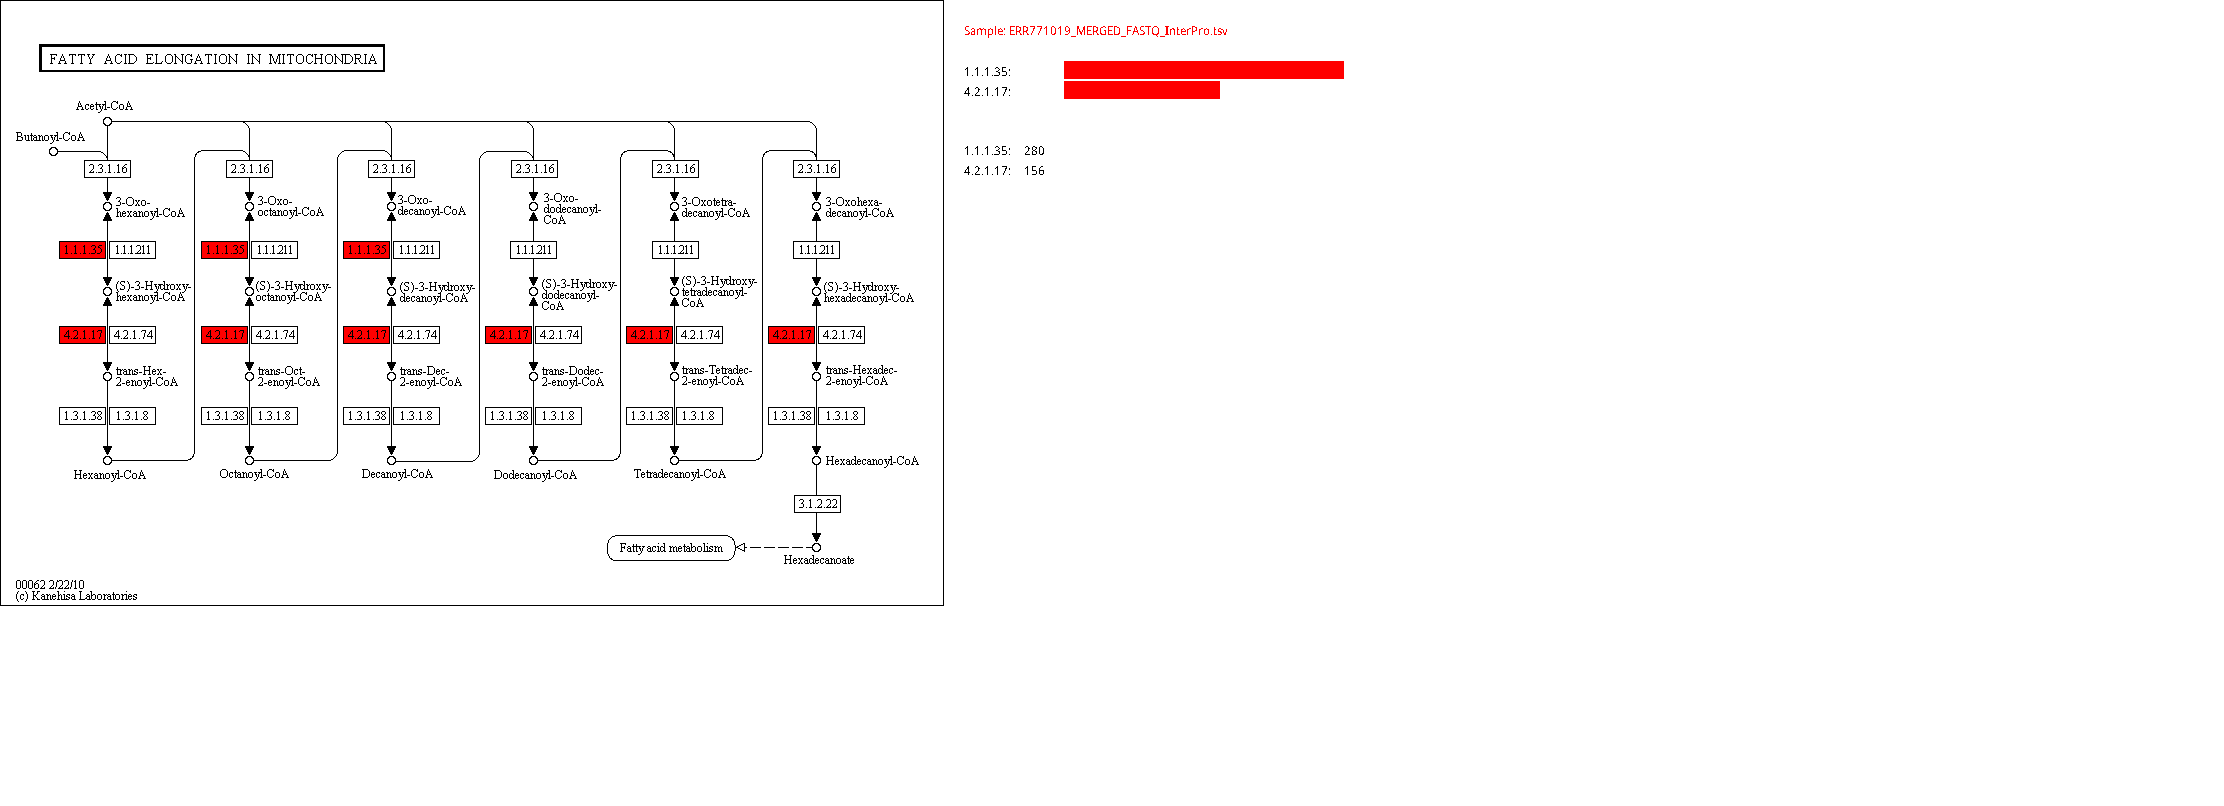 FATTY ACID ELONGATION IN MITOCHONDRIA
Acetyl-CoA
Butanoyl-CoA
2.3.1.16 2.3.1.16 2.3.1.16 2.3.1.16 2.3.1.16 2.3.1.16
3-Oxo-
hexanoyl-CoA
3-Oxo-
octanoyl-CoA
3-Oxo-
decanoyl-CoA
3-Oxo-
dodecanoyl-
CoA
3-Oxotetra-
decanoyl-CoA
3-Oxohexa-
decanoyl-CoA
1.1.1.35 1.1.1.211 1.1.1.35 1.1.1.211 1.1.1.35 1.1.1.211 1.1.1.211 1.1.1.211 1.1.1.211
(S)-3-Hydroxy-
hexanoyl-CoA
(S)-3-Hydroxy-
octanoyl-CoA
(S)-3-Hydroxy-
decanoyl-CoA
(S)-3-Hydroxy-
dodecanoyl-
CoA
(S)-3-Hydroxy-
tetradecanoyl-
CoA
(S)-3-Hydroxy-
hexadecanoyl-CoA
4.2.1.17 4.2.1.74 4.2.1.17 4.2.1.74 4.2.1.17 4.2.1.74 4.2.1.17 4.2.1.74 4.2.1.17 4.2.1.74 4.2.1.17 4.2.1.74
trans-Hex-
2-enoyl-CoA
trans-Oct-
2-enoyl-CoA
trans-Dec-
2-enoyl-CoA
trans-Dodec-
2-enoyl-CoA
trans-Tetradec-
2-enoyl-CoA
trans-Hexadec-
2-enoyl-CoA
1.3.1.38 1.3.1.8 1.3.1.38 1.3.1.8 1.3.1.38 1.3.1.8 1.3.1.38 1.3.1.8 1.3.1.38 1.3.1.8 1.3.1.38 1.3.1.8
Hexanoyl-CoA
Octanoyl-CoA
Decanoyl-CoA
Dodecanoyl-CoA
Tetradecanoyl-CoA
Hexadecanoyl-CoA
3.1.2.22
Fatty acid metabolism
Hexadecanoate
00062 2/22/10
(c) Kanehisa Laboratories
Sample: ERR771019_MERGED_FASTQ_InterPro.tsv
1.1.1.35:
4.2.1.17:
1.1.1.35: 280
4.2.1.17: 156